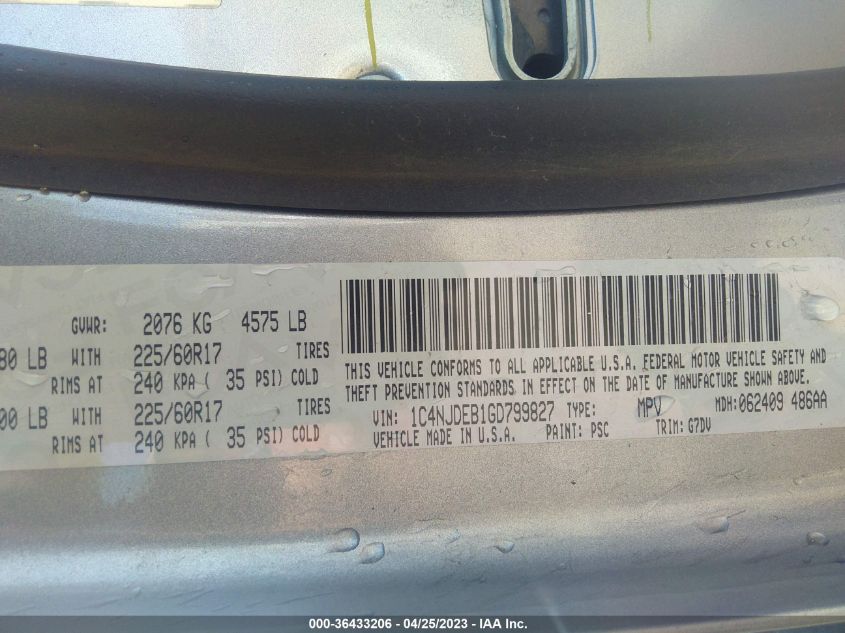 GVWR: 2076 KG 4575 LB
80 LB WITH 225/60R17 TIRES
RIMS AT 240 KPA ( 35 PSI) COLD
00 LB WITH 225/60R17 TIRES
RIMS AT 240 KPA ( 35 PSI) COLD
THIS VEHICLE CONFORMS TO ALL APPLICABLE U.S.A. FEDERAL MOTOR VEHICLE SAFETY AND
THEFT PREVENTION STANDARDS IN EFFECT ON THE DATE OF MANUFACTURE SHOWN ABOVE.
VIN: 1C4NJDEB1GD799827 TYPE: MPV MDH:062409 486AA
VEHICLE MADE IN U.S.A. PAINT: PSC TRIM: G7DV
000-36433206 - 04/25/2023 - IAA Inc.